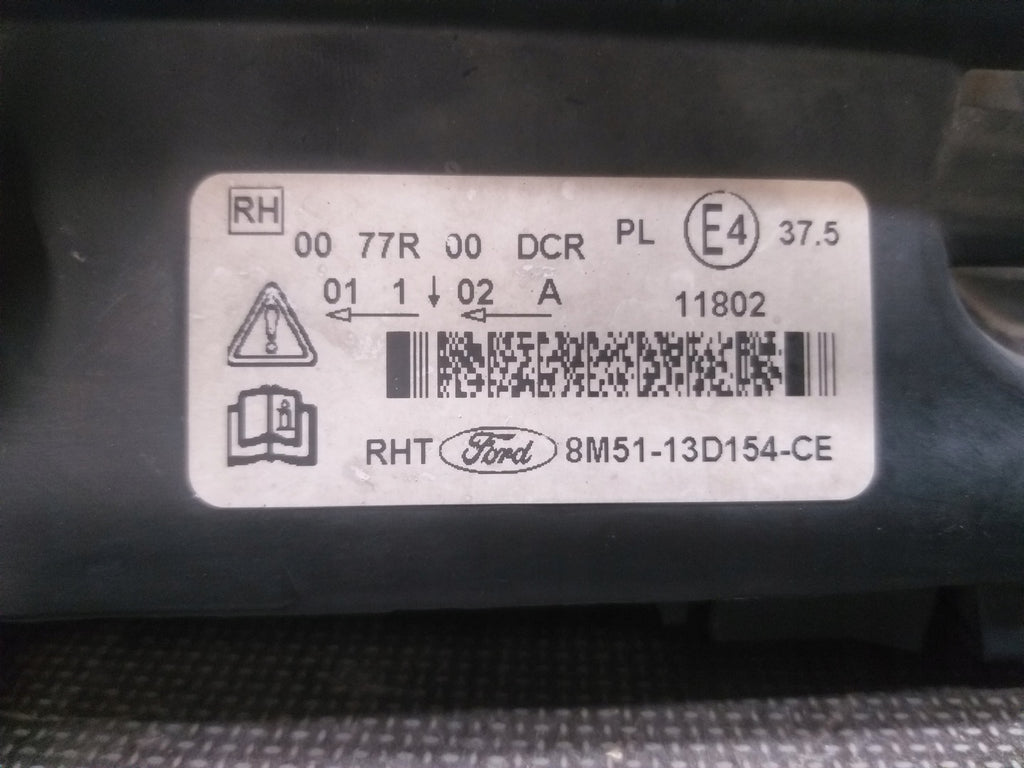 RH
00 77R 00 DCR PL E4 37.5
01 1 ↓ 02 A 11802
RHT Ford 8M51-13D154-CE